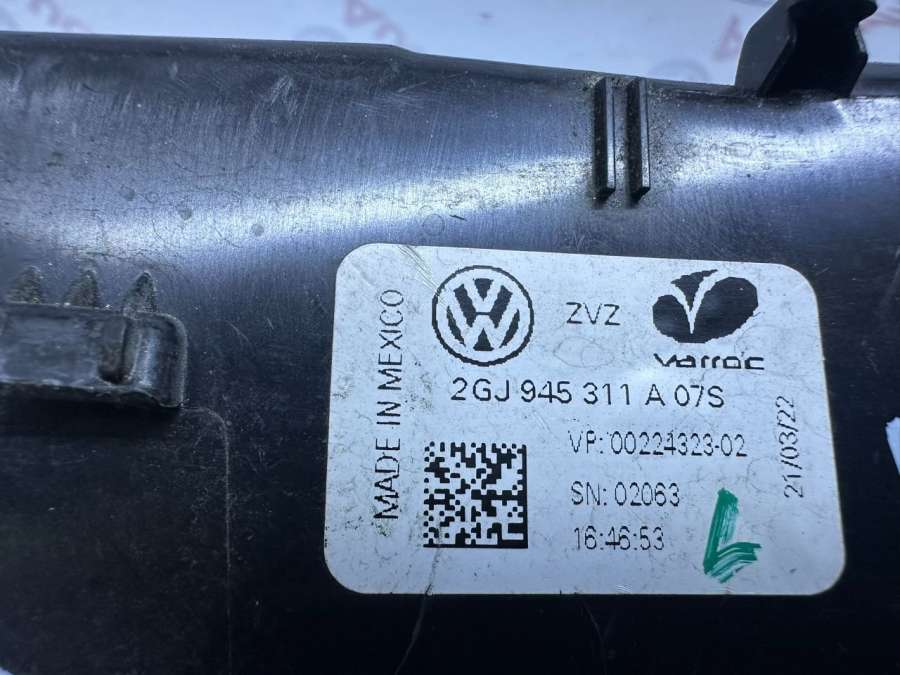 MADE IN MEXICO
ZVZ
varroc
2GJ 945 311 A 07S
VP: 00224323-02
SN: 02063
16:46:53
21/03/22
L